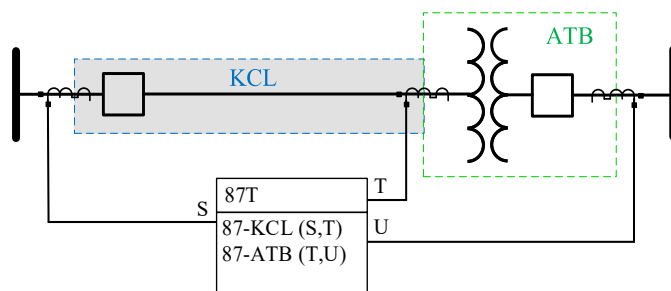 ATB
KCL
T
87T
S
87-KCL (S,T)
U
87-ATB (T,U)